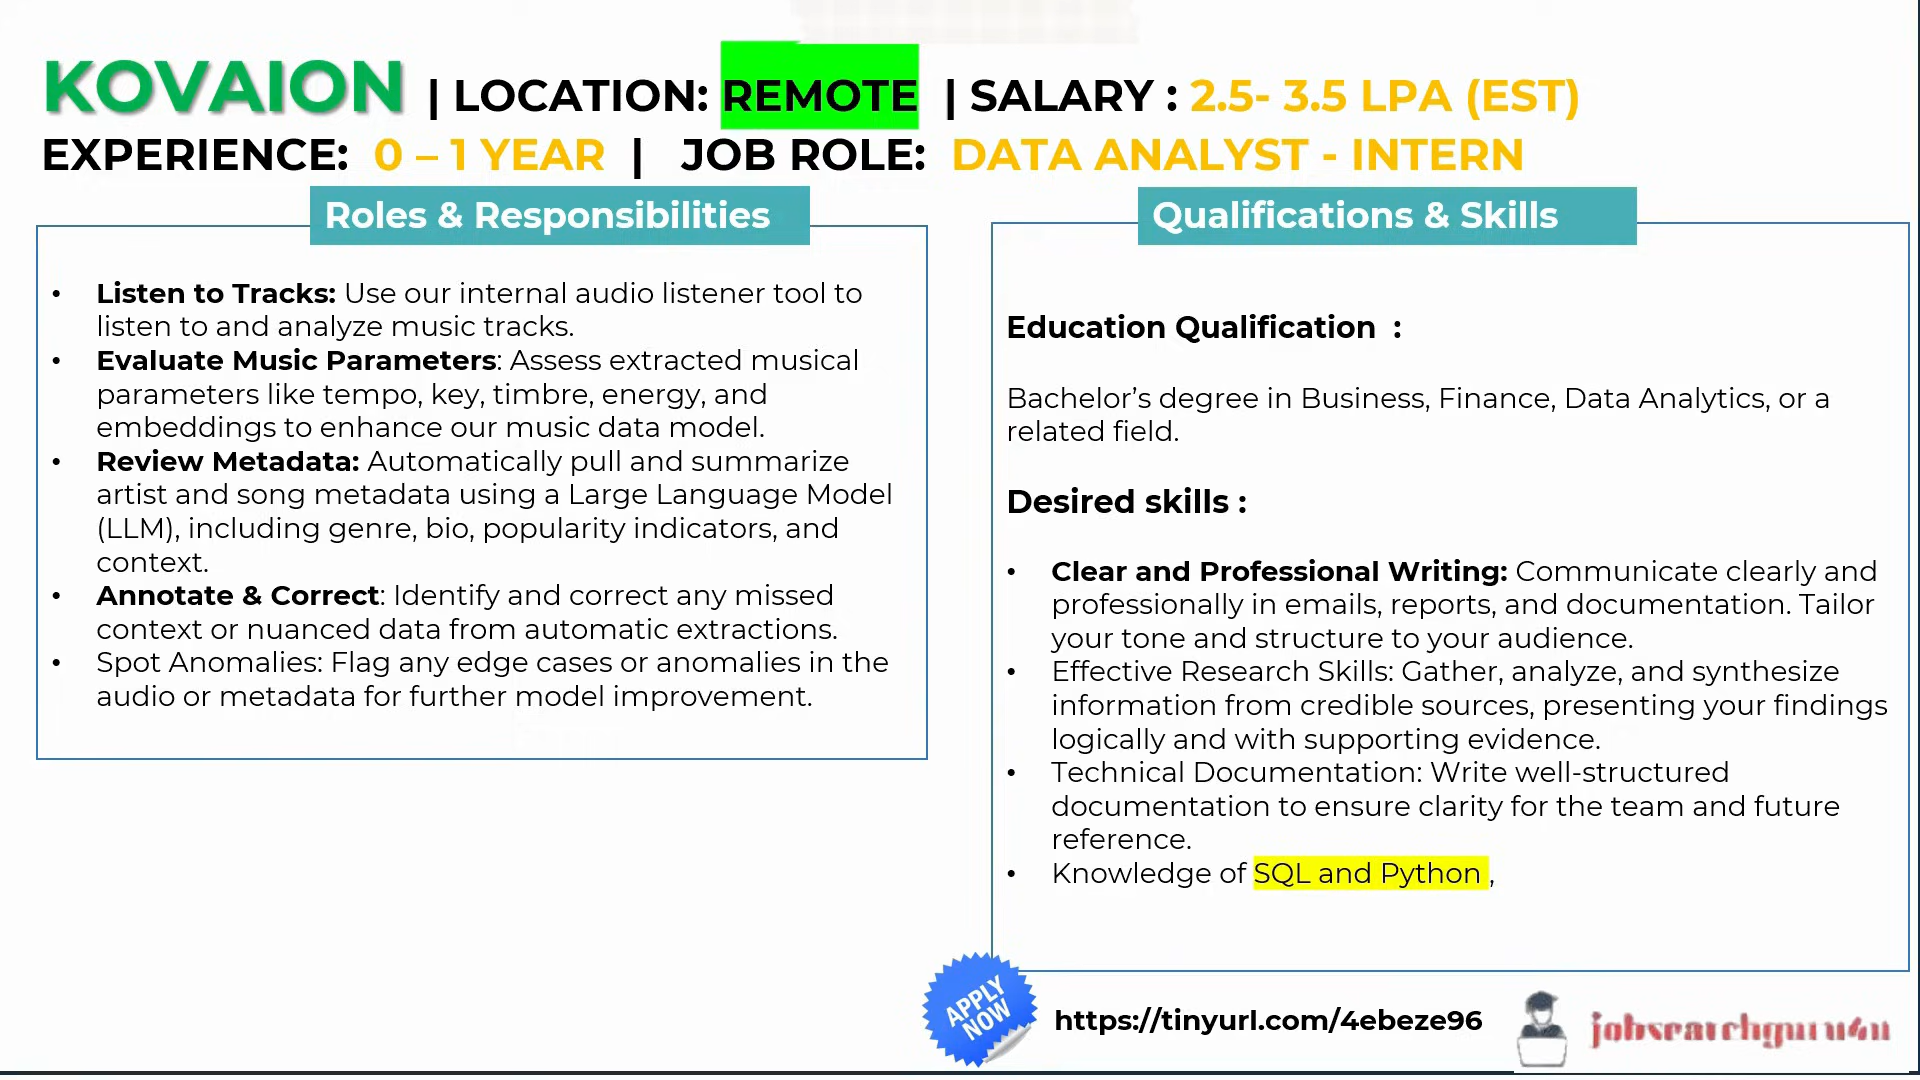 KOVAION | LOCATION: REMOTE | SALARY : 2.5- 3.5 LPA (EST)
EXPERIENCE: 0 – 1 YEAR | JOB ROLE: DATA ANALYST - INTERN
Roles & Responsibilities
• Listen to Tracks: Use our internal audio listener tool to
listen to and analyze music tracks.
• Evaluate Music Parameters: Assess extracted musical
parameters like tempo, key, timbre, energy, and
embeddings to enhance our music data model.
• Review Metadata: Automatically pull and summarize
artist and song metadata using a Large Language Model
(LLM), including genre, bio, popularity indicators, and
context.
• Annotate & Correct: Identify and correct any missed
context or nuanced data from automatic extractions.
• Spot Anomalies: Flag any edge cases or anomalies in the
audio or metadata for further model improvement.
Qualifications & Skills
Education Qualification :
Bachelor’s degree in Business, Finance, Data Analytics, or a
related field.
Desired skills :
• Clear and Professional Writing: Communicate clearly and
professionally in emails, reports, and documentation. Tailor
your tone and structure to your audience.
• Effective Research Skills: Gather, analyze, and synthesize
information from credible sources, presenting your findings
logically and with supporting evidence.
• Technical Documentation: Write well-structured
documentation to ensure clarity for the team and future
reference.
• Knowledge of SQL and Python ,
APPLY
NOW
https://tinyurl.com/4ebeze96
jobsearchguru4u